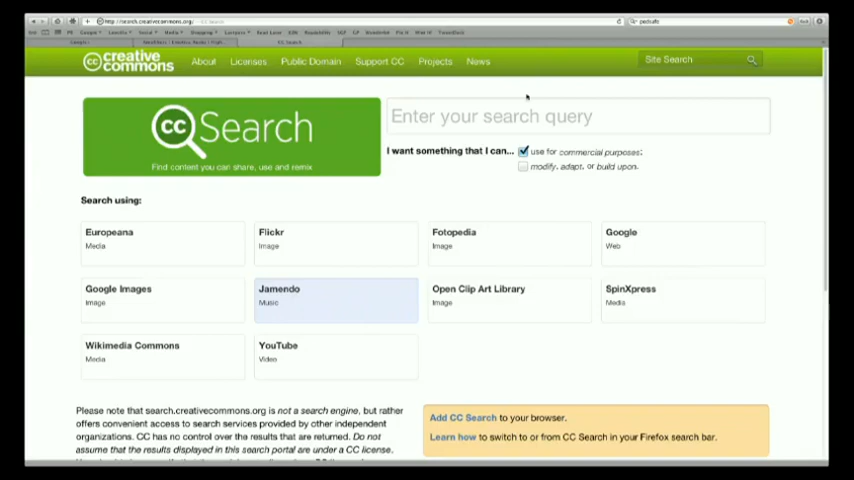 http://search.creativecommons.org/
CC Search
creative commons
About Licenses Public Domain Support CC Projects News
Site Search
CC Search
Find content you can share, use and remix
Enter your search query
I want something that I can... use for commercial purposes;
modify, adapt, or build upon.
Search using:
Europeana Flickr Fotopedia Google
Media Image Image Web
Google Images Jamendo Open Clip Art Library SpinXpress
Image Music Image Media
Wikimedia Commons YouTube
Media Video
Please note that search.creativecommons.org is not a search engine, but rather
offers convenient access to search services provided by other independent
organizations. CC has no control over the results that are returned. Do not
assume that the results displayed in this search portal are under a CC license.
Add CC Search to your browser.
Learn how to switch to or from CC Search in your Firefox search bar.